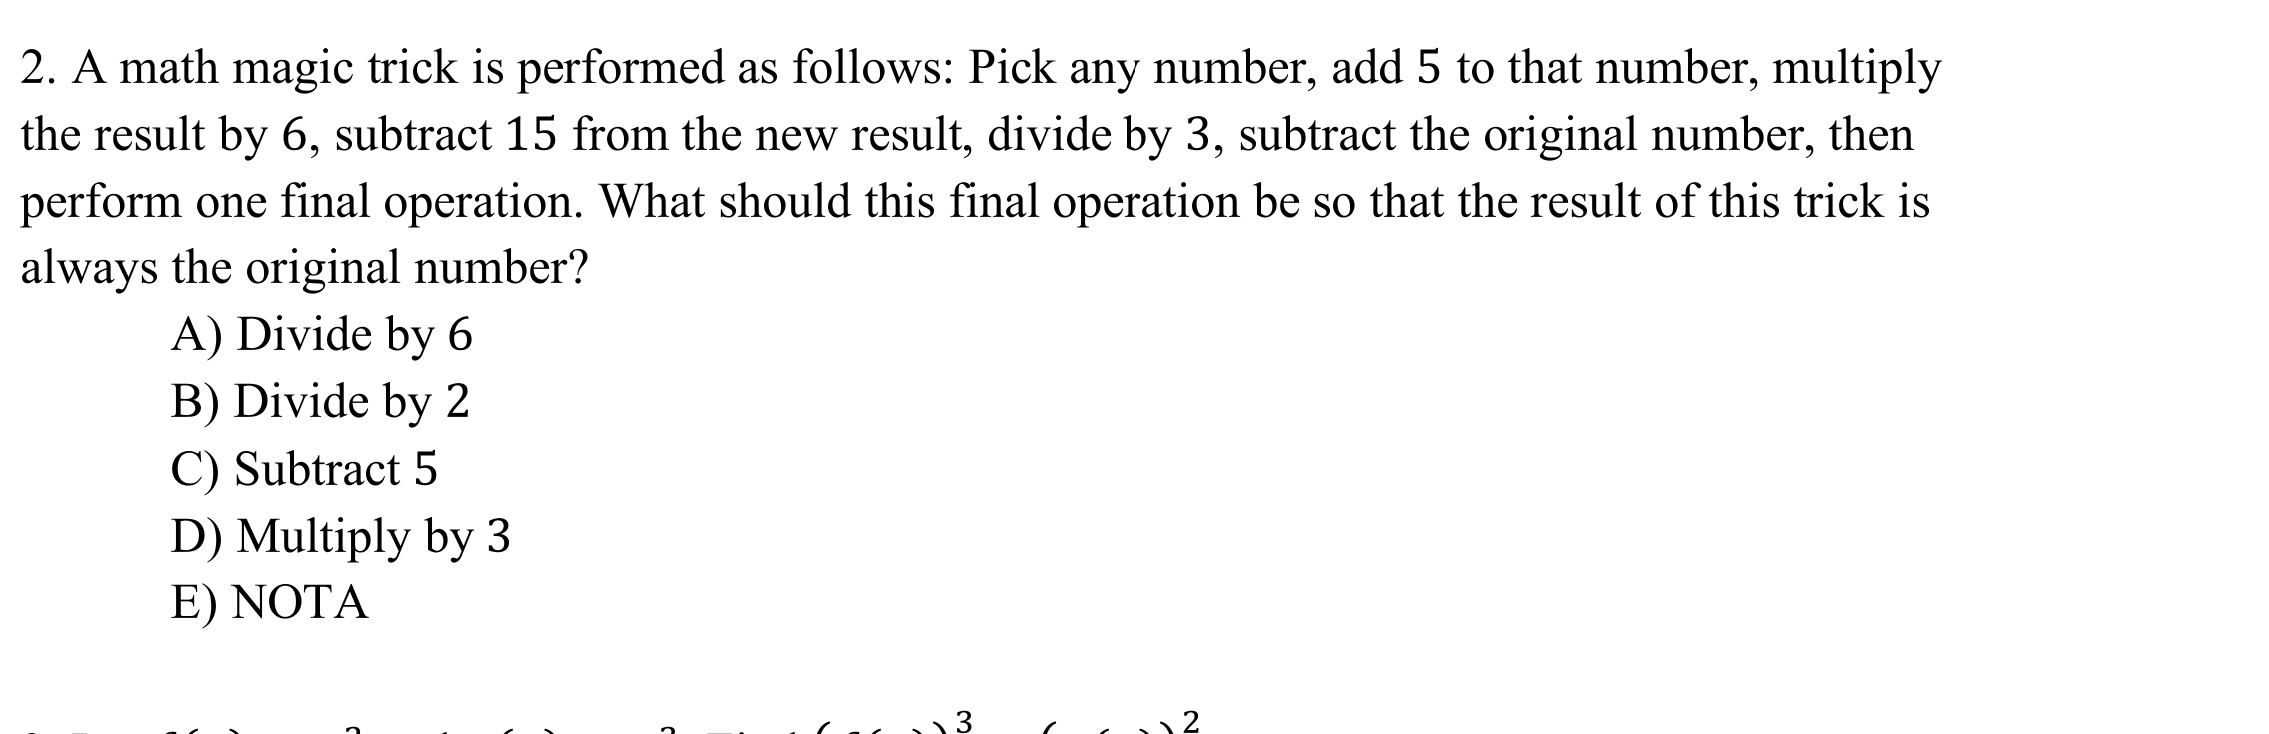 2. A math magic trick is performed as follows: Pick any number, add 5 to that number, multiply
the result by 6, subtract 15 from the new result, divide by 3, subtract the original number, then
perform one final operation. What should this final operation be so that the result of this trick is
always the original number?
A) Divide by 6
B) Divide by 2
C) Subtract 5
D) Multiply by 3
E) NOTA